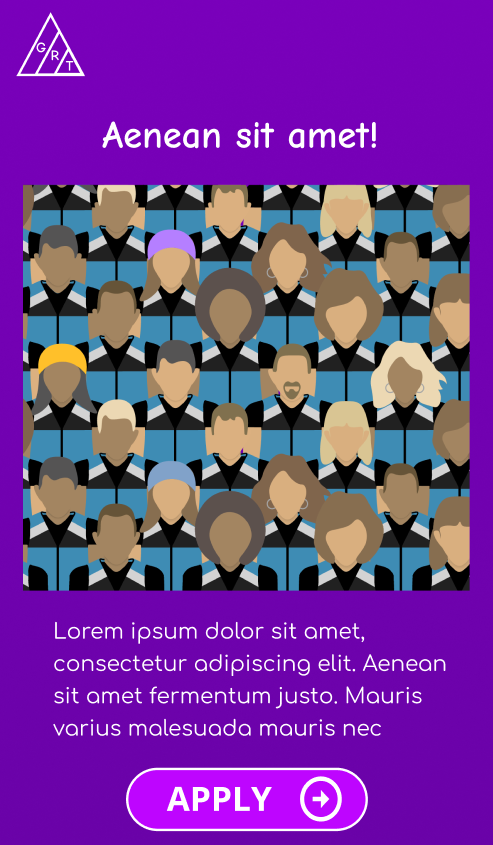 GRT
Aenean sit amet!
Lorem ipsum dolor sit amet,
consectetur adipiscing elit. Aenean
sit amet fermentum justo. Mauris
varius malesuada mauris nec
APPLY